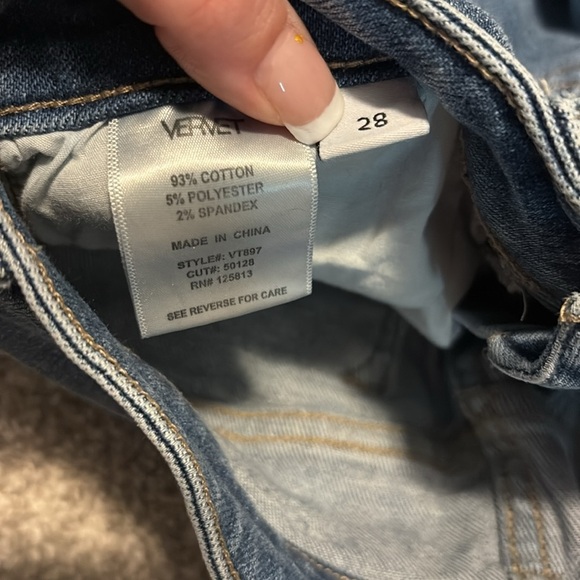 VERVET
28
93% COTTON
5% POLYESTER
2% SPANDEX
MADE IN CHINA
STYLE#: VT897
CUT#: 50128
RN# 125813
SEE REVERSE FOR CARE